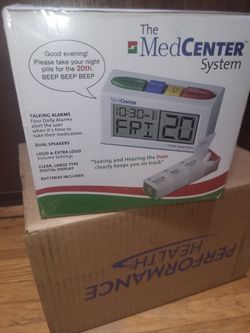 The
MedCENTER™
System
Good evening!
Please take your night
pills for the 20th.
BEEP BEEP BEEP
MEDCENTER
10:30
FRI 20
TALKING ALARMS
Four Daily Alarms
alert the user
when it's time to
take their medication.
DUAL SPEAKERS
LOUD & EXTRA LOUD
Volume Settings
CLEAR, LARGE TYPE
DIGITAL DISPLAY
BATTERIES INCLUDED
"Seeing and Hearing the Date
clearly keeps you on track"
PERFORMANCE
HEALTH